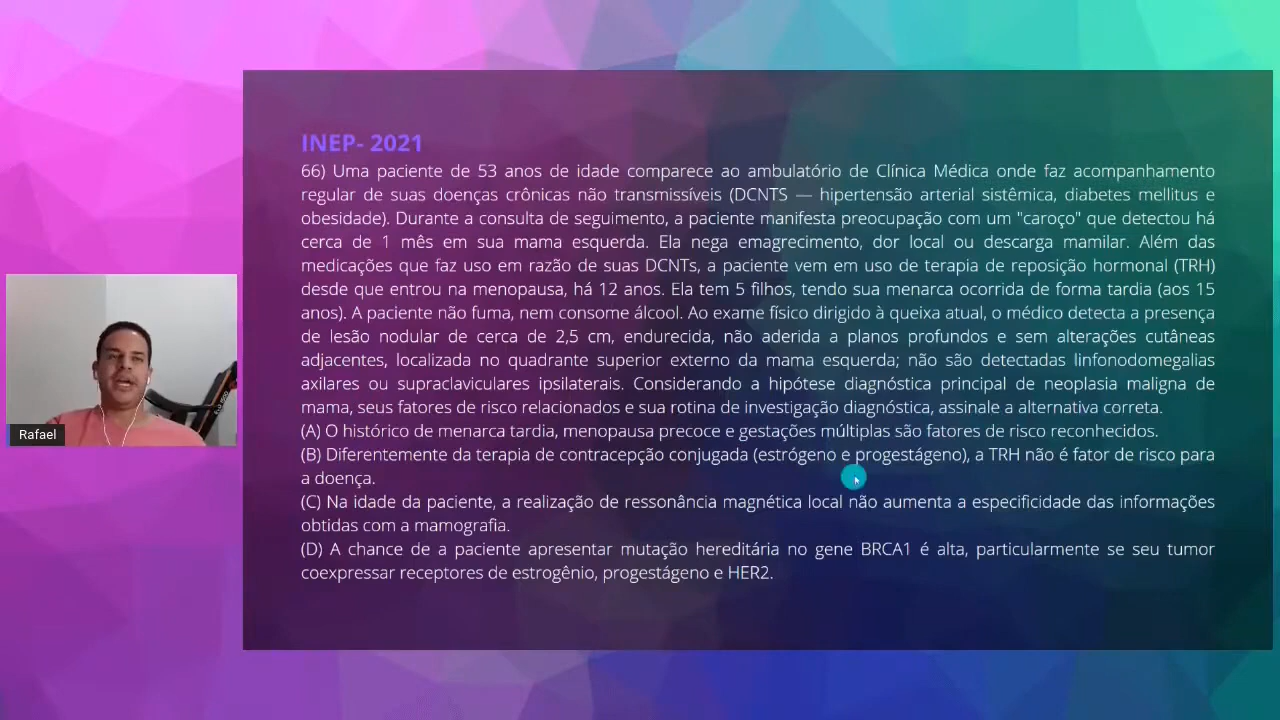 INEP- 2021
66) Uma paciente de 53 anos de idade comparece ao ambulatório de Clínica Médica onde faz acompanhamento
regular de suas doenças crônicas não transmissíveis (DCNTS — hipertensão arterial sistêmica, diabetes mellitus e
obesidade). Durante a consulta de seguimento, a paciente manifesta preocupação com um "caroço" que detectou há
cerca de 1 mês em sua mama esquerda. Ela nega emagrecimento, dor local ou descarga mamilar. Além das
medicações que faz uso em razão de suas DCNTs, a paciente vem em uso de terapia de reposição hormonal (TRH)
desde que entrou na menopausa, há 12 anos. Ela tem 5 filhos, tendo sua menarca ocorrida de forma tardia (aos 15
anos). A paciente não fuma, nem consome álcool. Ao exame físico dirigido à queixa atual, o médico detecta a presença
de lesão nodular de cerca de 2,5 cm, endurecida, não aderida a planos profundos e sem alterações cutâneas
adjacentes, localizada no quadrante superior externo da mama esquerda; não são detectadas linfonodomegalias
axilares ou supraclaviculares ipsilaterais. Considerando a hipótese diagnóstica principal de neoplasia maligna de
mama, seus fatores de risco relacionados e sua rotina de investigação diagnóstica, assinale a alternativa correta.
(A) O histórico de menarca tardia, menopausa precoce e gestações múltiplas são fatores de risco reconhecidos.
(B) Diferentemente da terapia de contracepção conjugada (estrógeno e progestágeno), a TRH não é fator de risco para
a doença.
(C) Na idade da paciente, a realização de ressonância magnética local não aumenta a especificidade das informações
obtidas com a mamografia.
(D) A chance de a paciente apresentar mutação hereditária no gene BRCA1 é alta, particularmente se seu tumor
coexpressar receptores de estrogênio, progestágeno e HER2.
Rafael